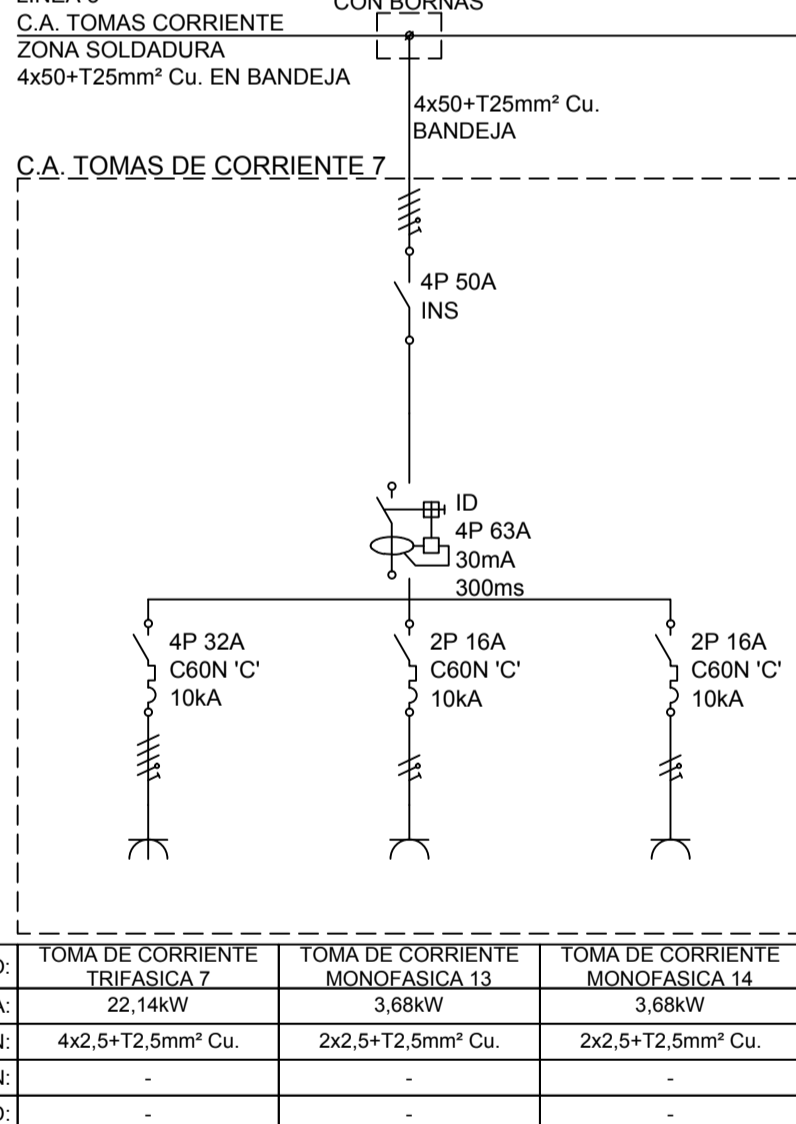 CON BORNAS
C.A. TOMAS CORRIENTE
ZONA SOLDADURA
4x50+T25mm² Cu. EN BANDEJA
4x50+T25mm² Cu.
BANDEJA
C.A. TOMAS DE CORRIENTE 7
4P 50A
INS
ID
4P 63A
30mA
300ms
4P 32A
C60N 'C'
10kA
2P 16A
C60N 'C'
10kA
2P 16A
C60N 'C'
10kA
O: TOMA DE CORRIENTE TRIFASICA 7 TOMA DE CORRIENTE MONOFASICA 13 TOMA DE CORRIENTE MONOFASICA 14
A: 22,14kW 3,68kW 3,68kW
N: 4x2,5+T2,5mm² Cu. 2x2,5+T2,5mm² Cu. 2x2,5+T2,5mm² Cu.
N: - - -
O: - - -